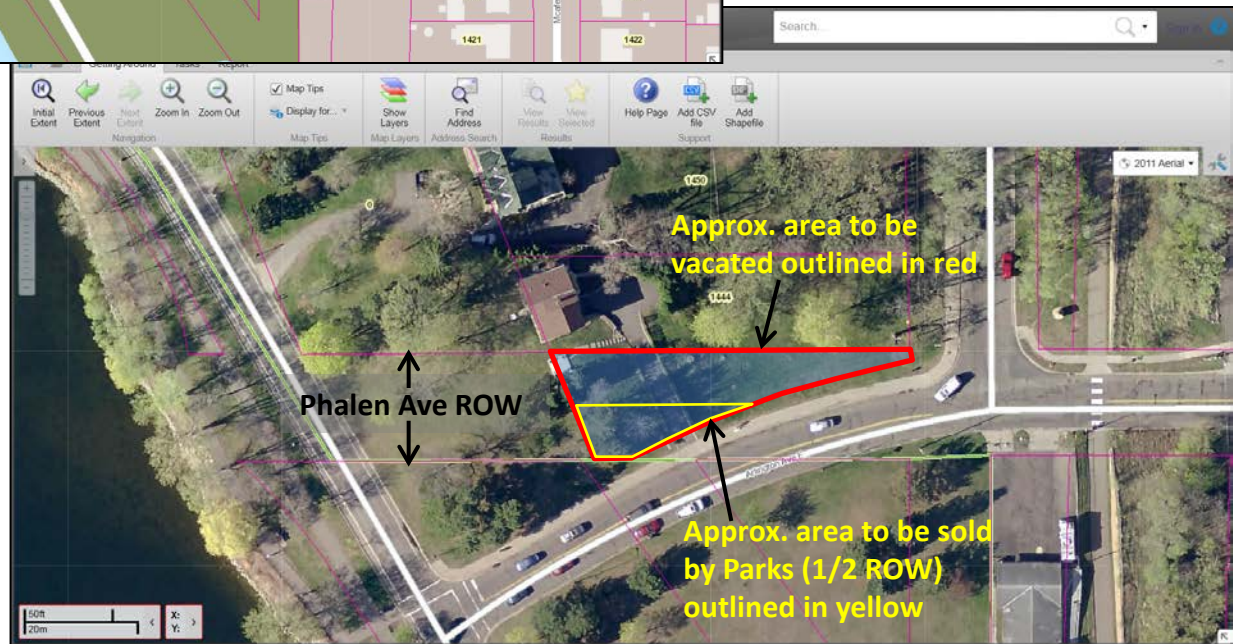 1421
1422
Search...
Sign in
Getting Around Tasks Report
Initial Extent
Previous Extent
Next Extent
Zoom In
Zoom Out
Navigation
Map Tips
Display for...
Map Tips
Show Layers
Map Layers
Find Address
Address Search
View Results
View Selected
Results
Help Page
Add CSV file
Add Shapefile
Support
2011 Aerial
1450
0
Approx. area to be
vacated outlined in red
1444
Phalen Ave ROW
Arlington Ave E
Approx. area to be sold
by Parks (1/2 ROW)
outlined in yellow
50ft
20m
X:
Y: